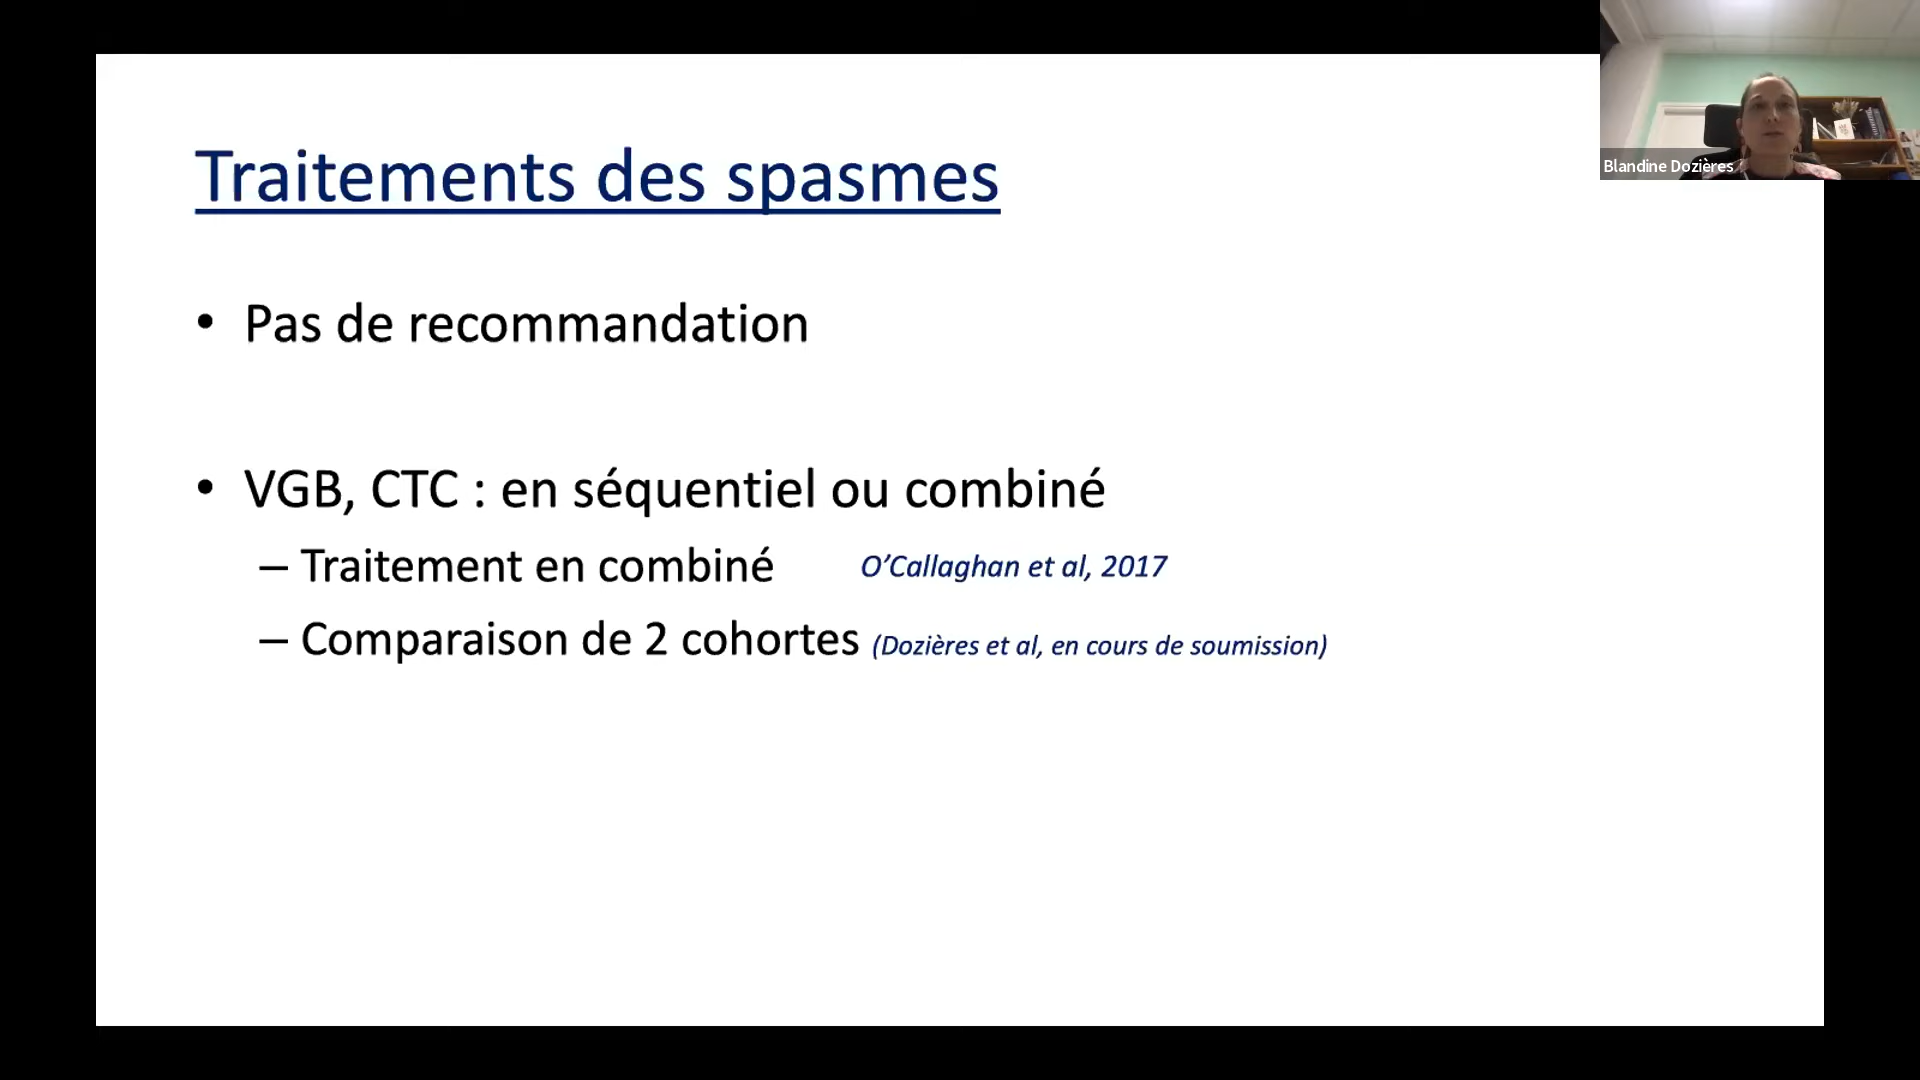 Traitements des spasmes
• Pas de recommandation
• VGB, CTC : en séquentiel ou combiné
– Traitement en combiné O’Callaghan et al, 2017
– Comparaison de 2 cohortes (Dozières et al, en cours de soumission)
Blandine Dozières